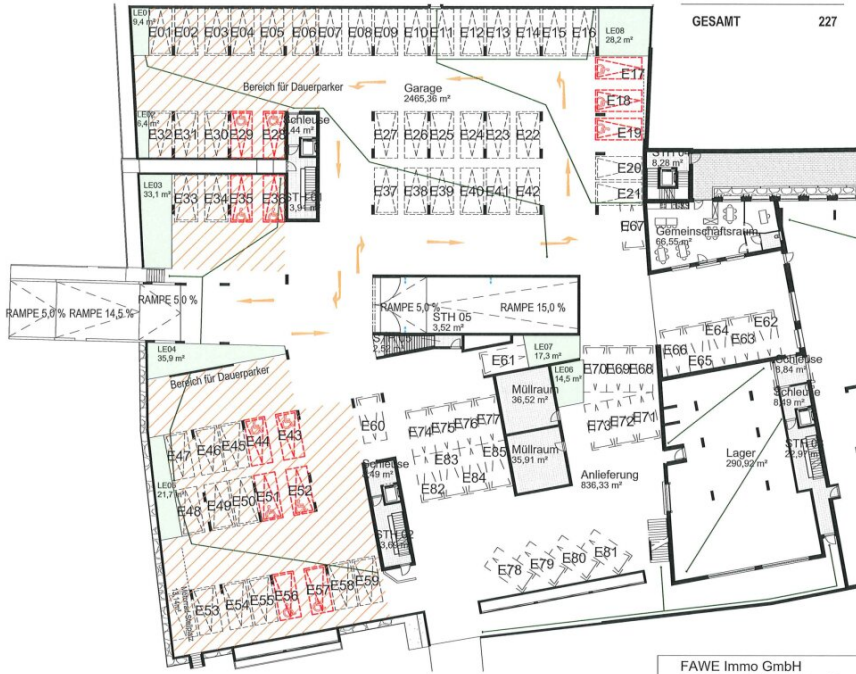 GESAMT 227
LE01
9,4 m²
E01 E02 E03 E04 E05 E06 E07 E08 E09 E10 E11 E12 E13 E14 E15 E16
LE08
28,2 m²
Bereich für Dauerparker
Garage
2465,36 m²
E17
E18
E19
E20
E21
LE02
6,4 m²
E32 E31 E30 E29 E28
Schleuse
E27 E26 E25 E24 E23 E22
8,28 m²
LE03
33,1 m²
E33 E34 E35 E36
E37 E38 E39 E40 E41 E42
E67
Gemeinschaftsraum
66,55 m²
RAMPE 5,0 % RAMPE 14,5 % RAMPE 5,0 %
RAMPE 5,0 % RAMPE 15,0 %
STH 05
3,52 m²
LE04
35,9 m²
Bereich für Dauerparker
E61
LE07
17,3 m²
LE06
14,5 m²
E62
E64 E63
E66 E65
Schleuse
8,84 m²
Schleuse
8,49 m²
E70 E69 E68
E73 E72 E71
Müllraum
36,52 m²
Müllraum
35,91 m²
E60
E74 E75 E76 E77
E83 E85
E82 E84
E47 E46 E45 E44 E43
LE05
21,7 m²
E48 E49 E50 E51 E52
Schleuse
STH 02
Anlieferung
836,33 m²
Lager
290,92 m²
22,97 m²
E78 E79 E80 E81
E53 E54 E55 E56 E57 E58 E59
FAWE Immo GmbH